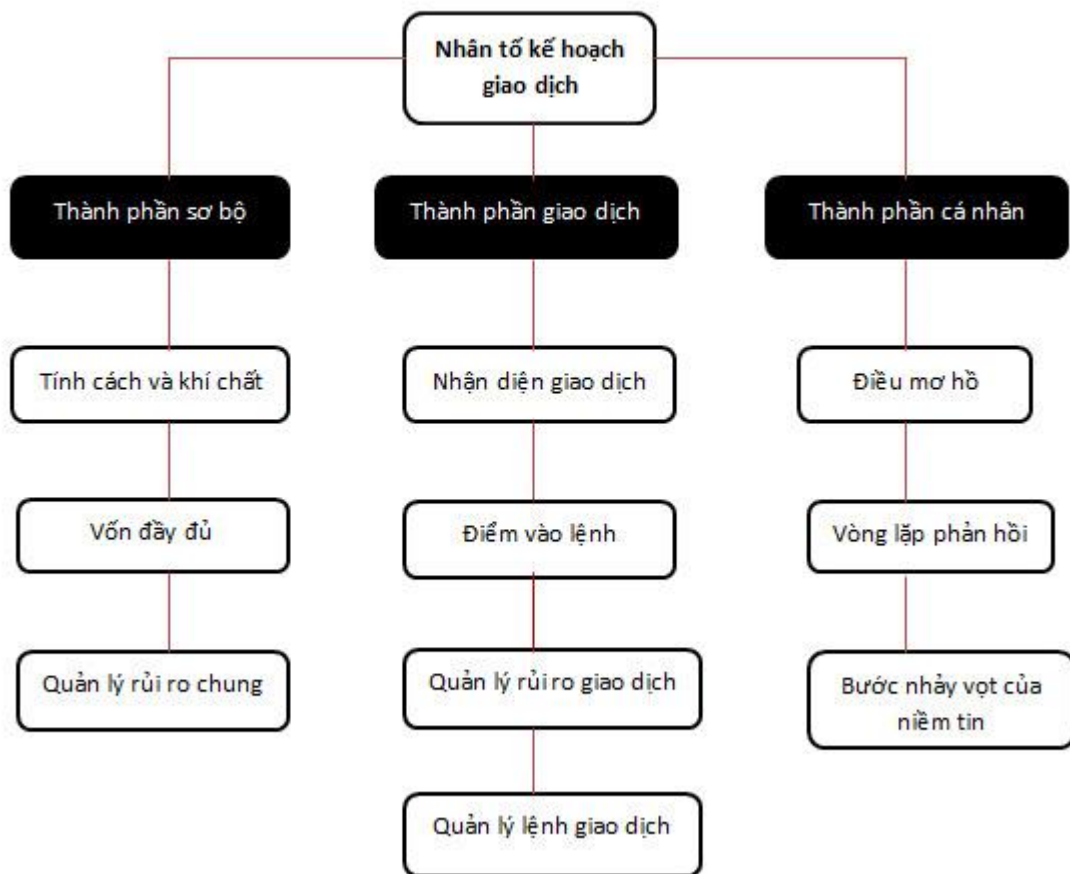 Nhân tố kế hoạch
giao dịch
Thành phần sơ bộ
Thành phần giao dịch
Thành phần cá nhân
Tính cách và khí chất
Nhận diện giao dịch
Điều mơ hồ
Vốn đầy đủ
Điểm vào lệnh
Vòng lặp phản hồi
Quản lý rủi ro chung
Quản lý rủi ro giao dịch
Bước nhảy vọt của
niềm tin
Quản lý lệnh giao dịch